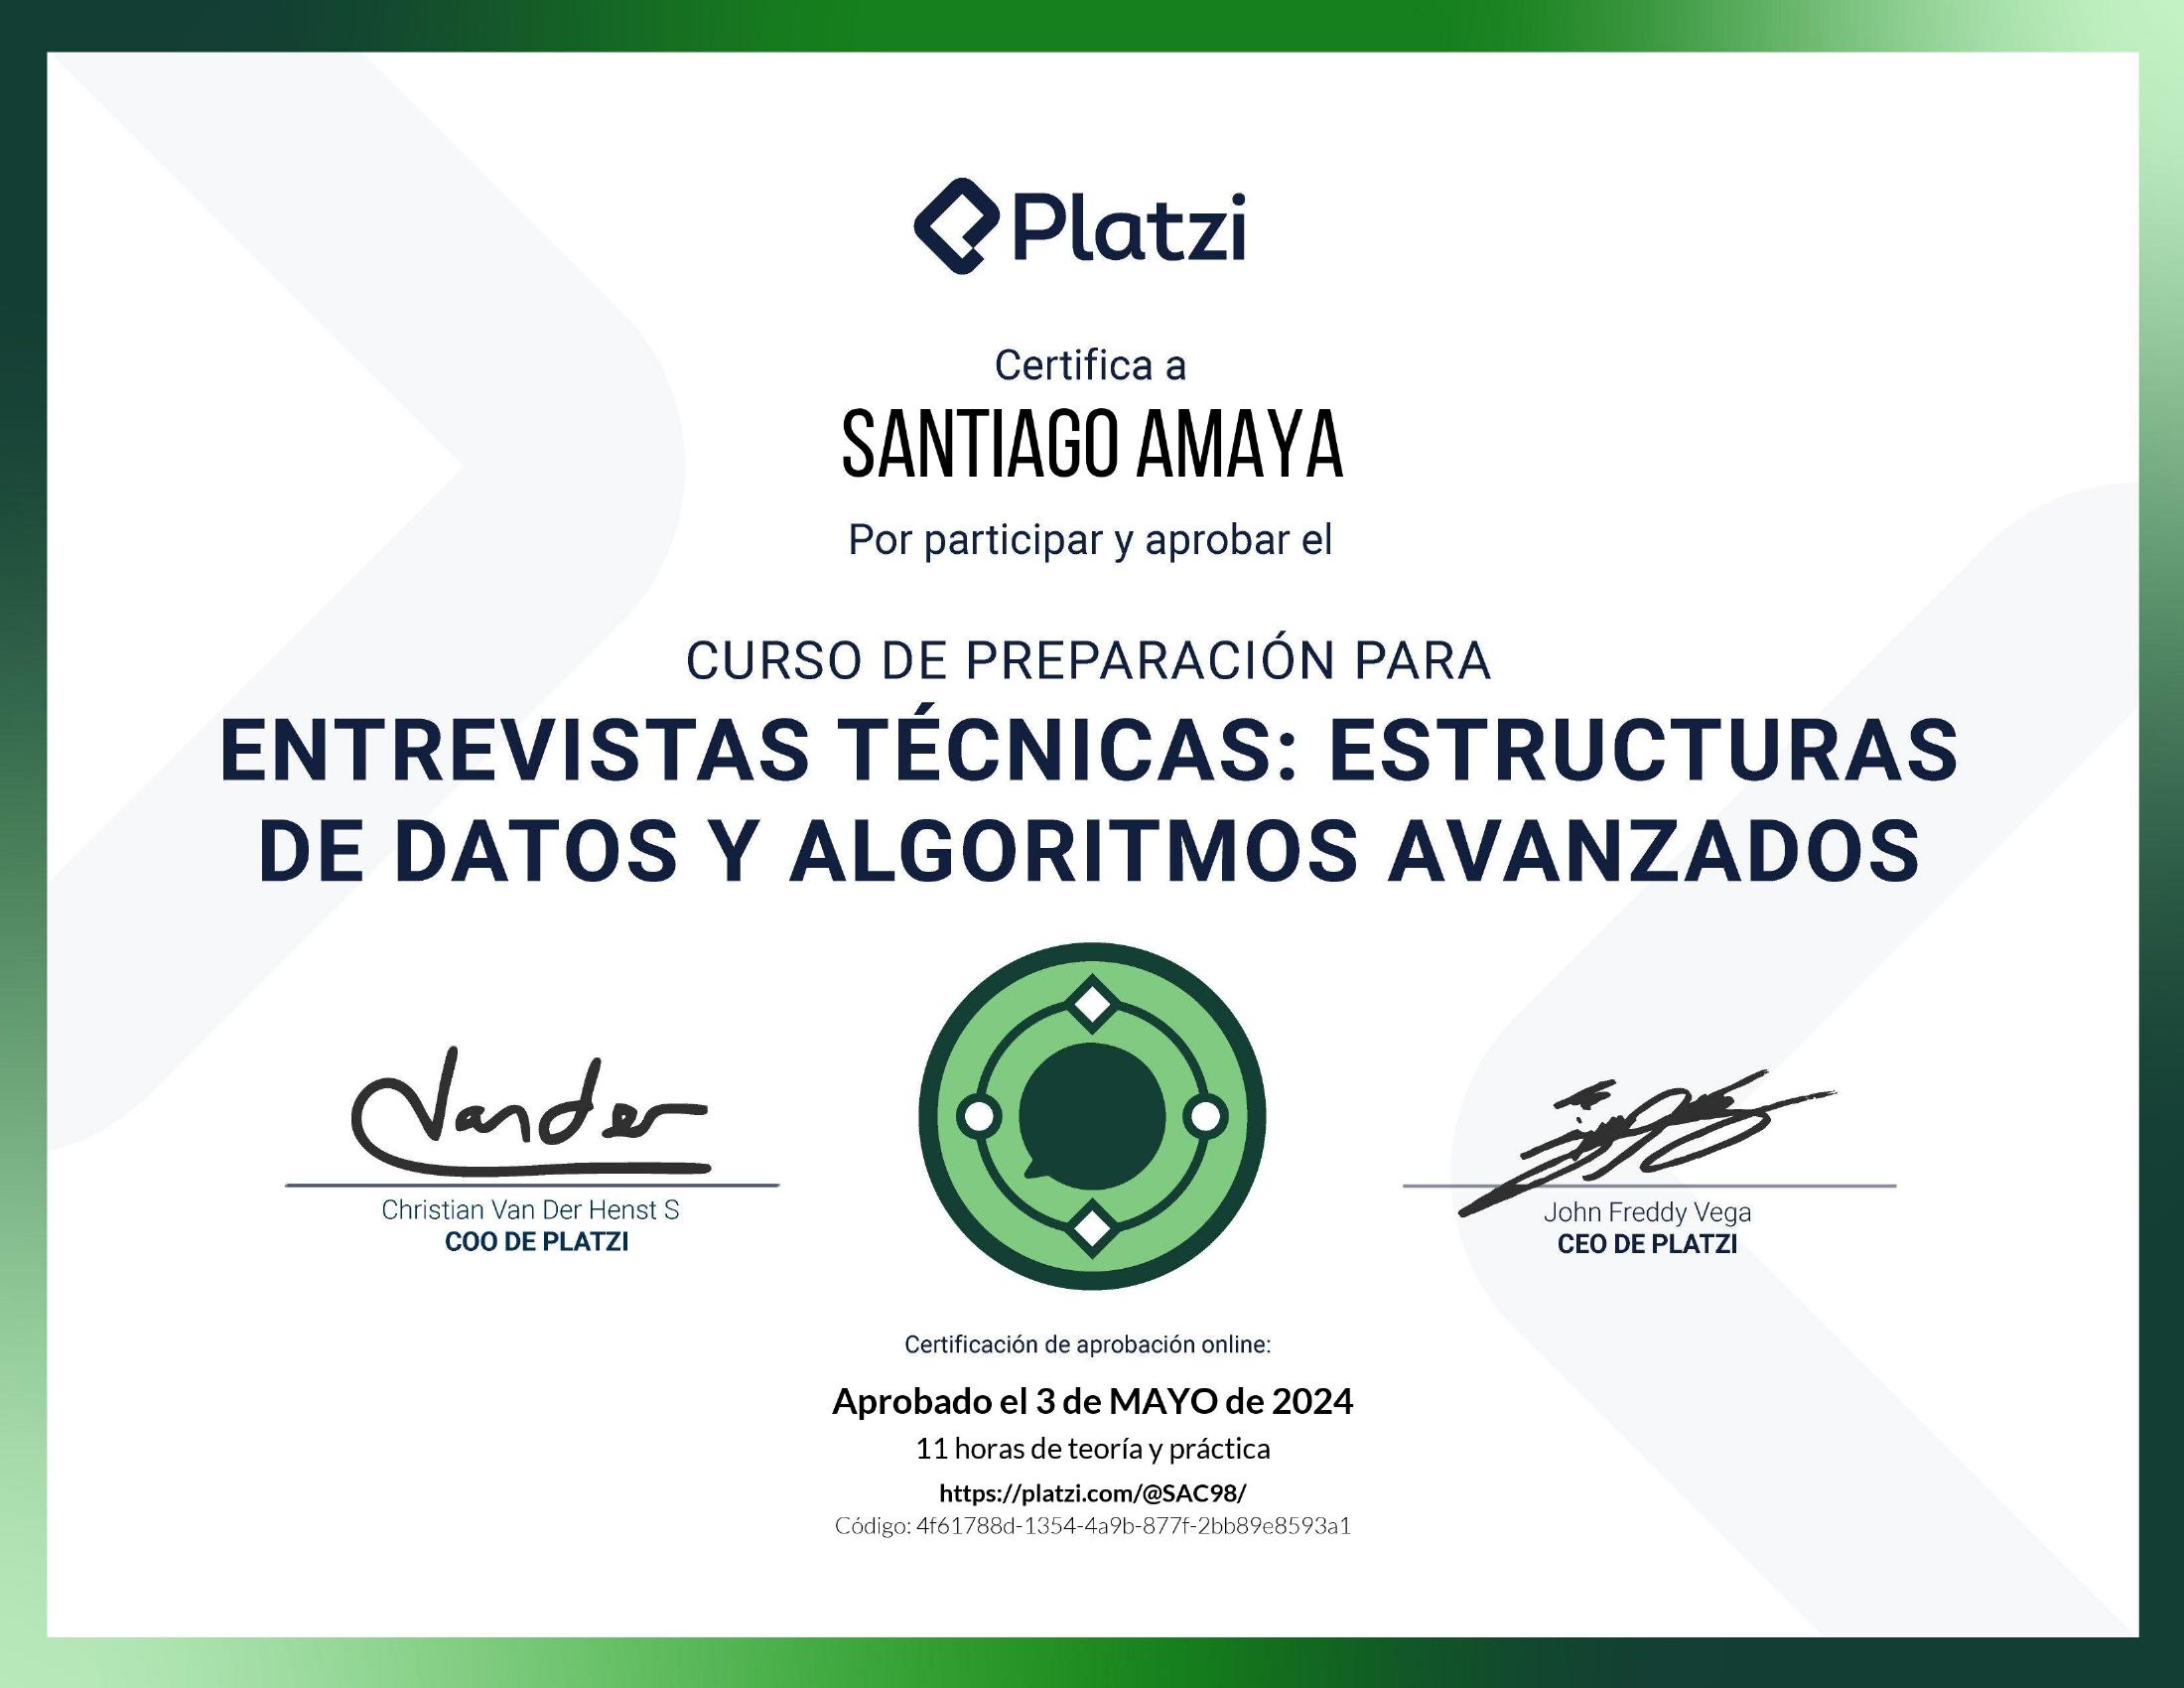 Platzi
Certifica a
SANTIAGO AMAYA
Por participar y aprobar el
CURSO DE PREPARACIÓN PARA
ENTREVISTAS TÉCNICAS: ESTRUCTURAS
DE DATOS Y ALGORITMOS AVANZADOS
Vander
Christian Van Der Henst S
COO DE PLATZI
John Freddy Vega
CEO DE PLATZI
Certificación de aprobación online:
Aprobado el 3 de MAYO de 2024
11 horas de teoría y práctica
https://platzi.com/@SAC98/
Código: 4f61788d-1354-4a9b-877f-2bb89e8593a1